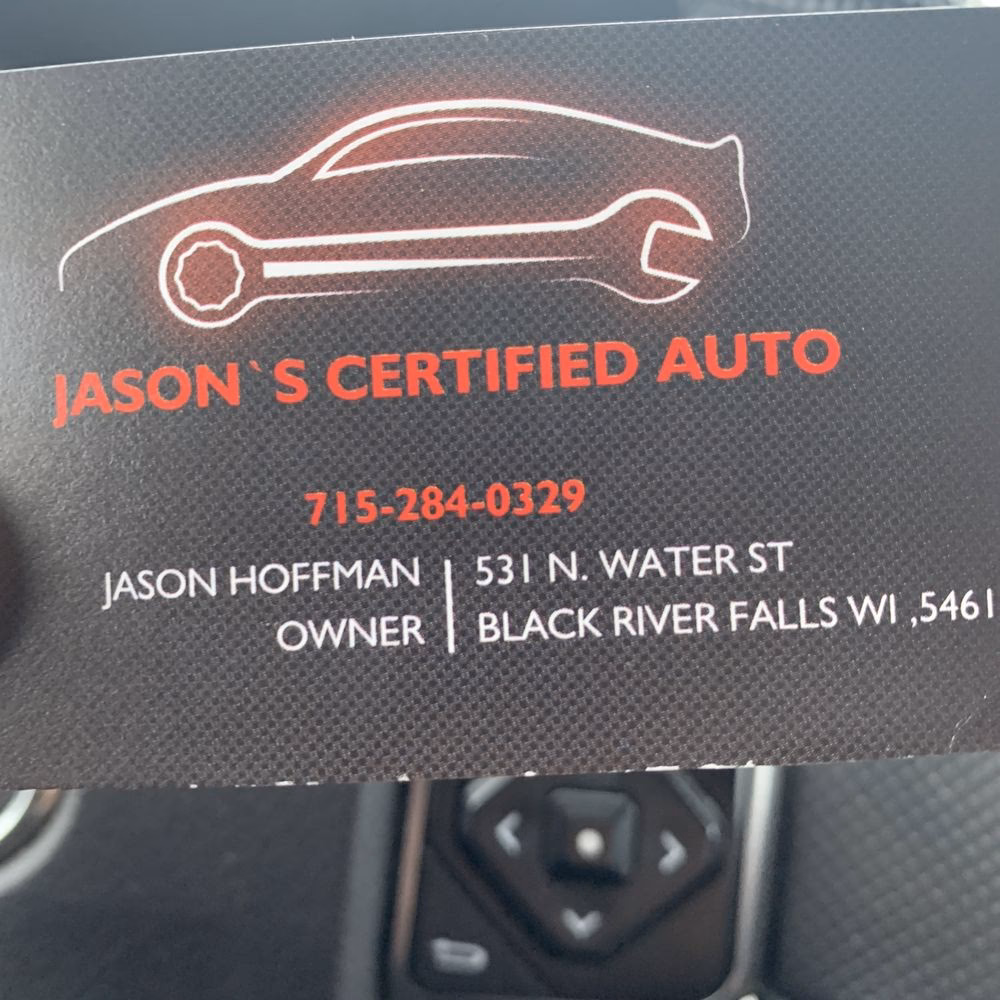 JASON`S CERTIFIED AUTO
715-284-0329
JASON HOFFMAN
OWNER
531 N. WATER ST
BLACK RIVER FALLS WI ,5461